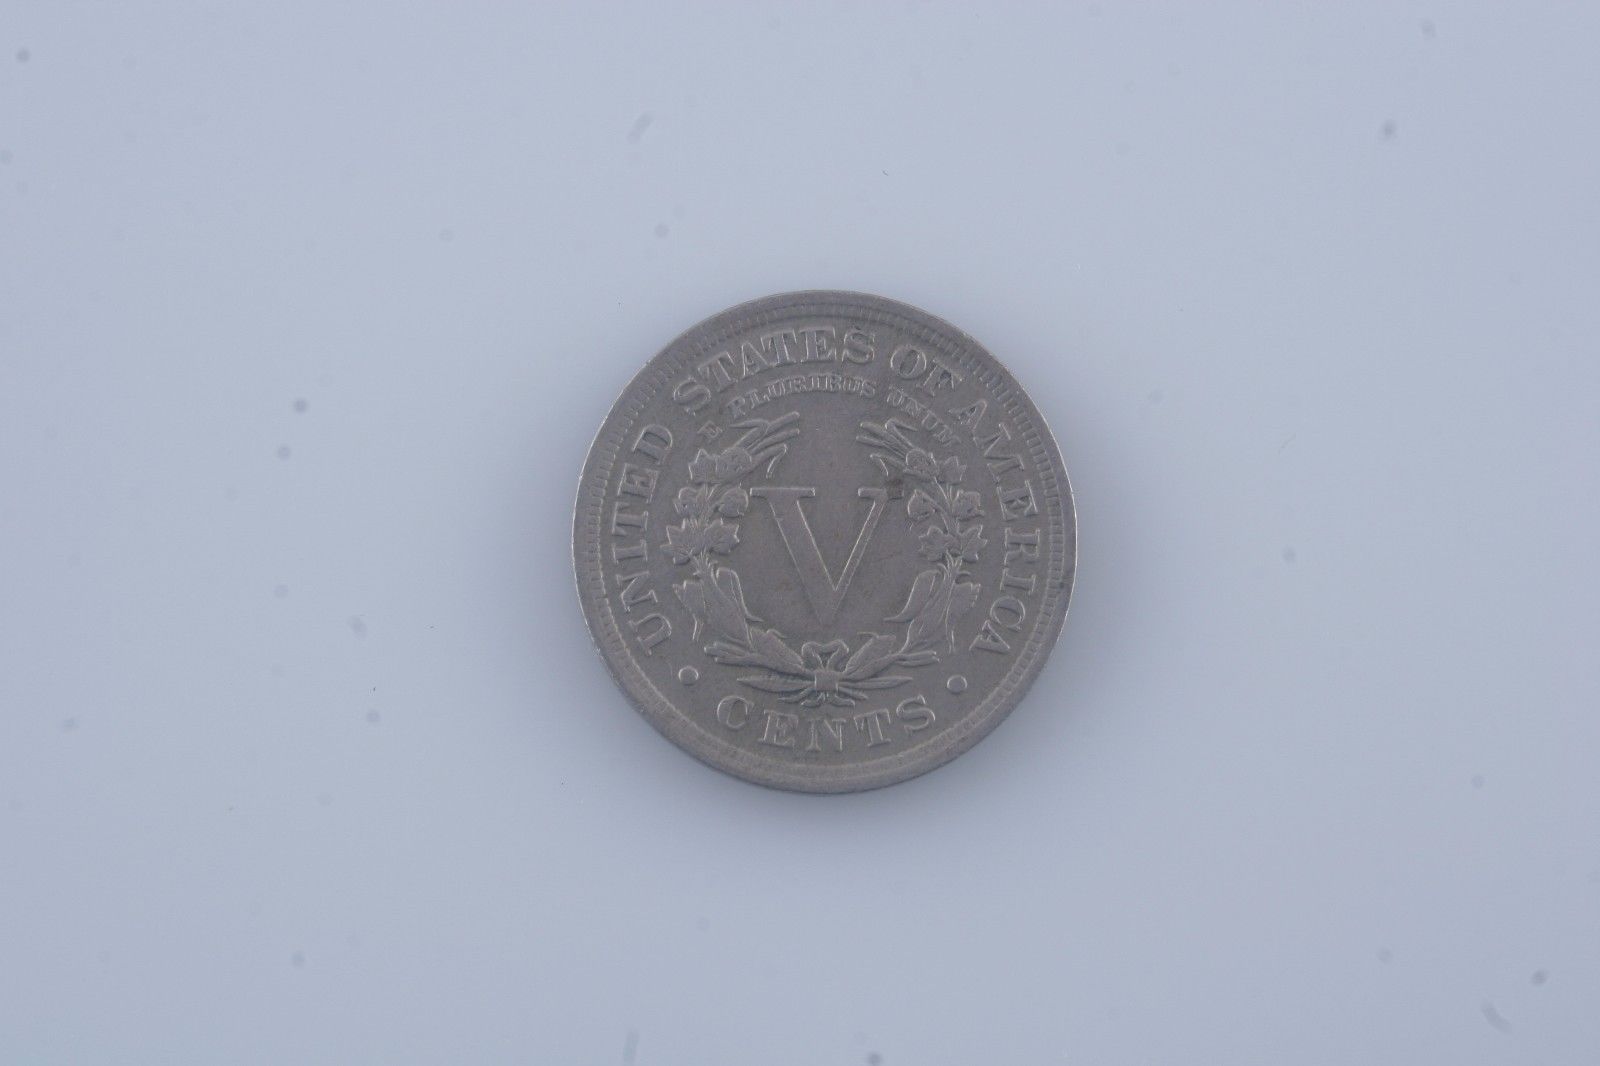 UNITED STATES OF AMERICA
E PLURIBUS UNUM
V
CENTS